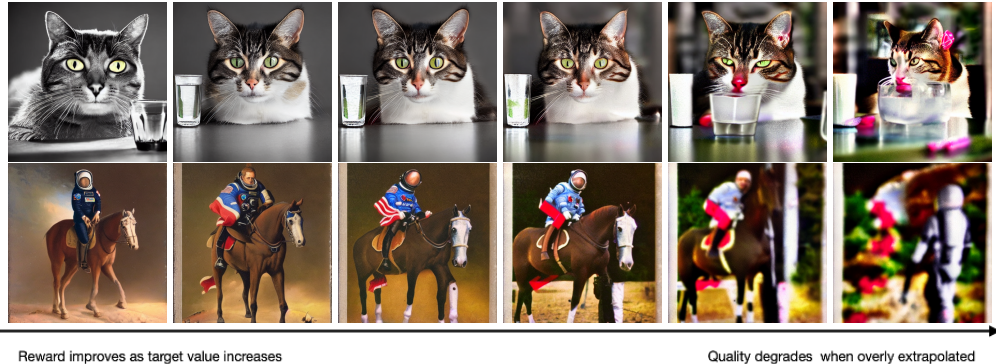 Reward improves as target value increases
Quality degrades when overly extrapolated